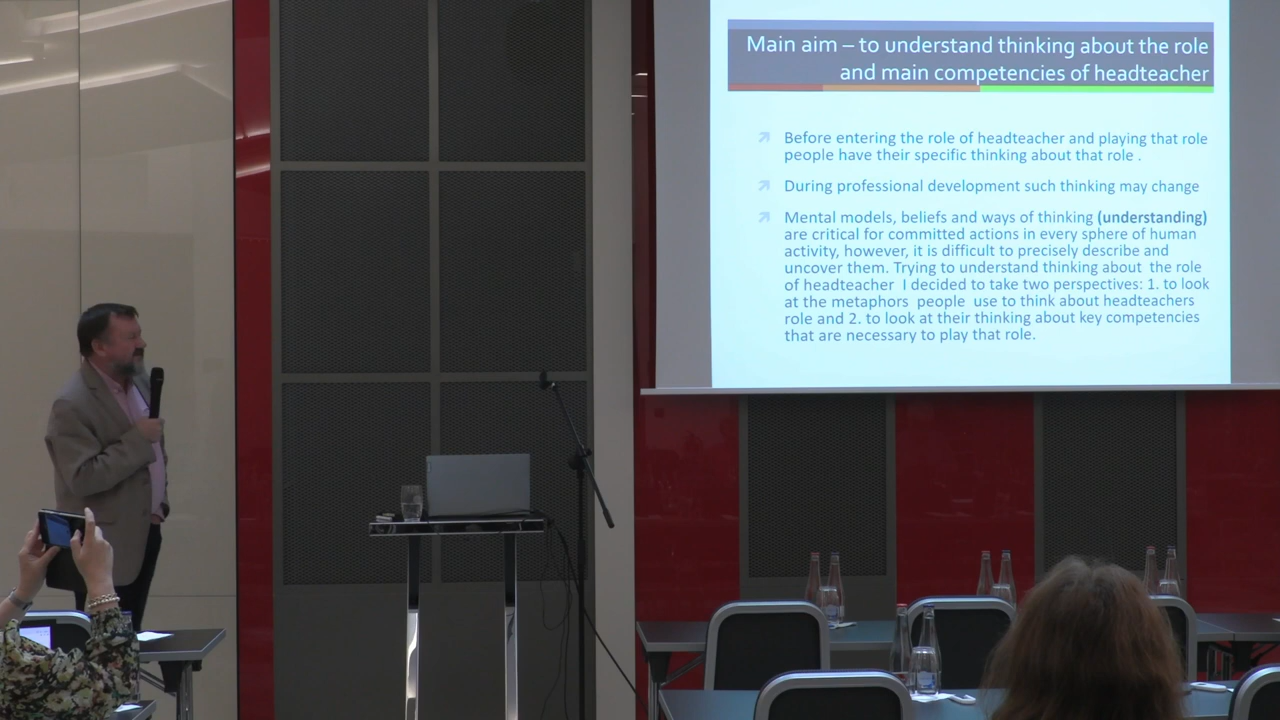 Main aim – to understand thinking about the role
and main competencies of headteacher
Before entering the role of headteacher and playing that role
people have their specific thinking about that role .
During professional development such thinking may change
Mental models, beliefs and ways of thinking (understanding)
are critical for committed actions in every sphere of human
activity, however, it is difficult to precisely describe and
uncover them. Trying to understand thinking about the role
of headteacher I decided to take two perspectives: 1. to look
at the metaphors people use to think about headteachers
role and 2. to look at their thinking about key competencies
that are necessary to play that role.